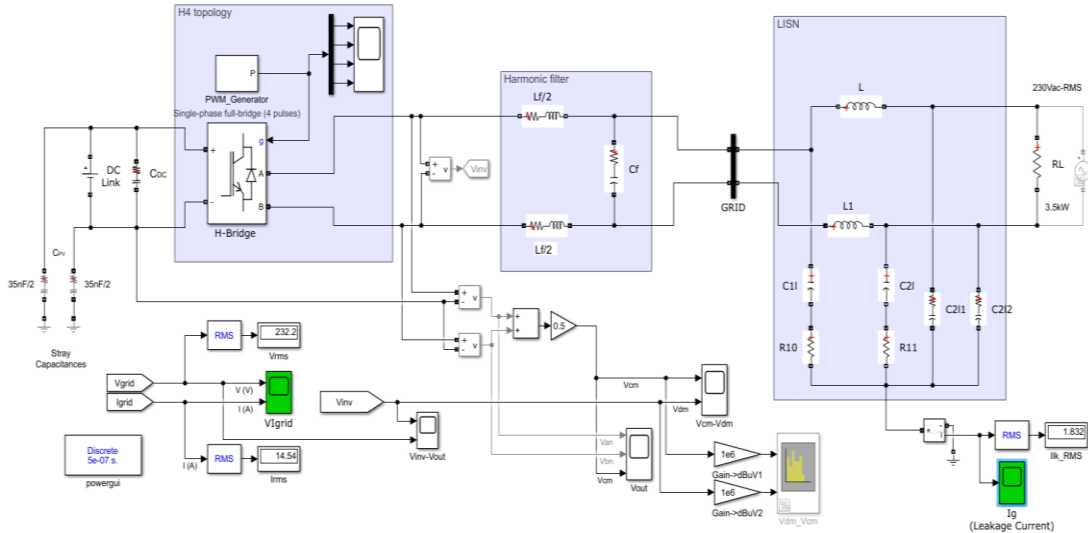 H4 topology
LISN
P
PWM_Generator
Single-phase full-bridge (4 pulses)
Harmonic filter
Lf/2
L
230Vac-RMS
g
+
A
-
B
H-Bridge
DC
Link
CDC
+
-
v
Vinv
Cf
GRID
RL
3.5kW
L1
Lf/2
CPV
35nF/2
35nF/2
C1l
C2l
C2l1
C2l2
R10
R11
Stray
Capacitances
RMS
232.2
Vrms
+
-
v
+
-
v
+
+
0.5
Vgrid
Igrid
V (V)
I (A)
VIgrid
Vinv
Vcm
Vdm
Vcm-Vdm
Vinv-Vout
Van
Vbn
Vcm
Vout
1e6
Gain->dBuV1
1e6
Gain->dBuV2
Vdm_Vcm
+
-
i
RMS
1.832
Ilk_RMS
Ig
(Leakage Current)
Discrete
5e-07 s.
powergui
I (A)
RMS
14.54
Irms